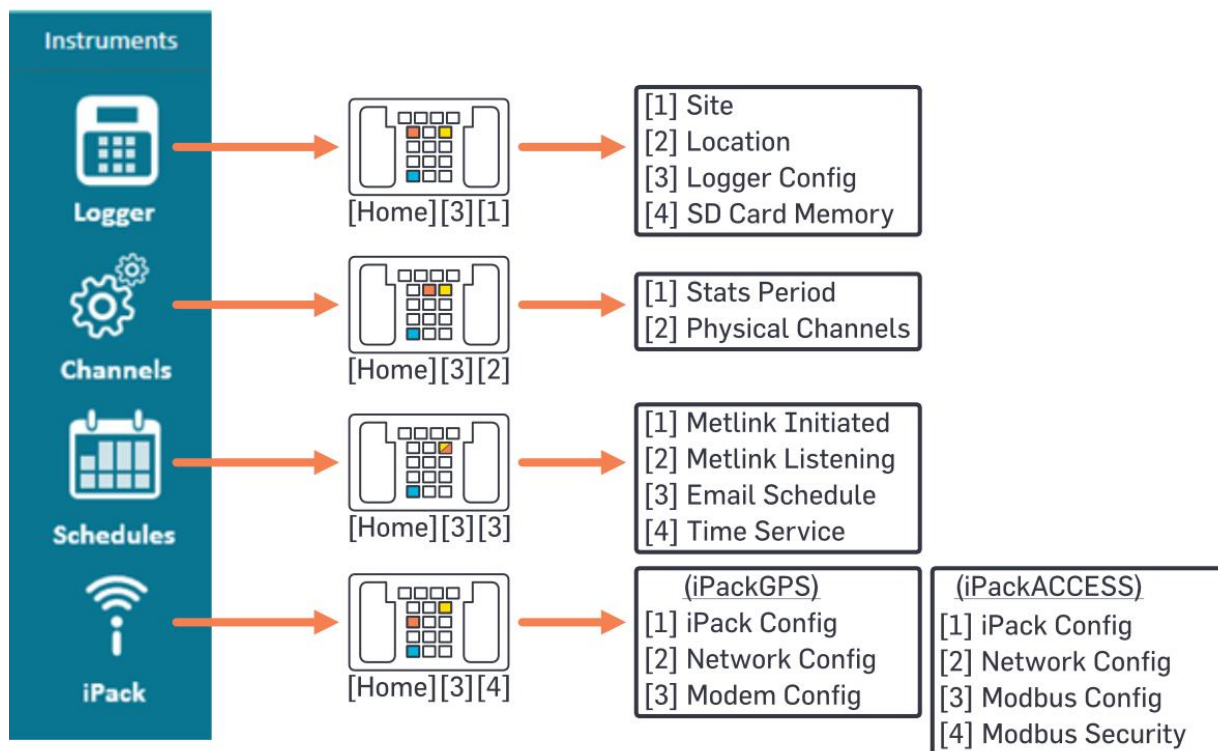 Instruments
Logger
[Home][3][1]
[1] Site
[2] Location
[3] Logger Config
[4] SD Card Memory
Channels
[Home][3][2]
[1] Stats Period
[2] Physical Channels
Schedules
[Home][3][3]
[1] Metlink Initiated
[2] Metlink Listening
[3] Email Schedule
[4] Time Service
iPack
[Home][3][4]
(iPackGPS)
[1] iPack Config
[2] Network Config
[3] Modem Config
(iPackACCESS)
[1] iPack Config
[2] Network Config
[3] Modbus Config
[4] Modbus Security